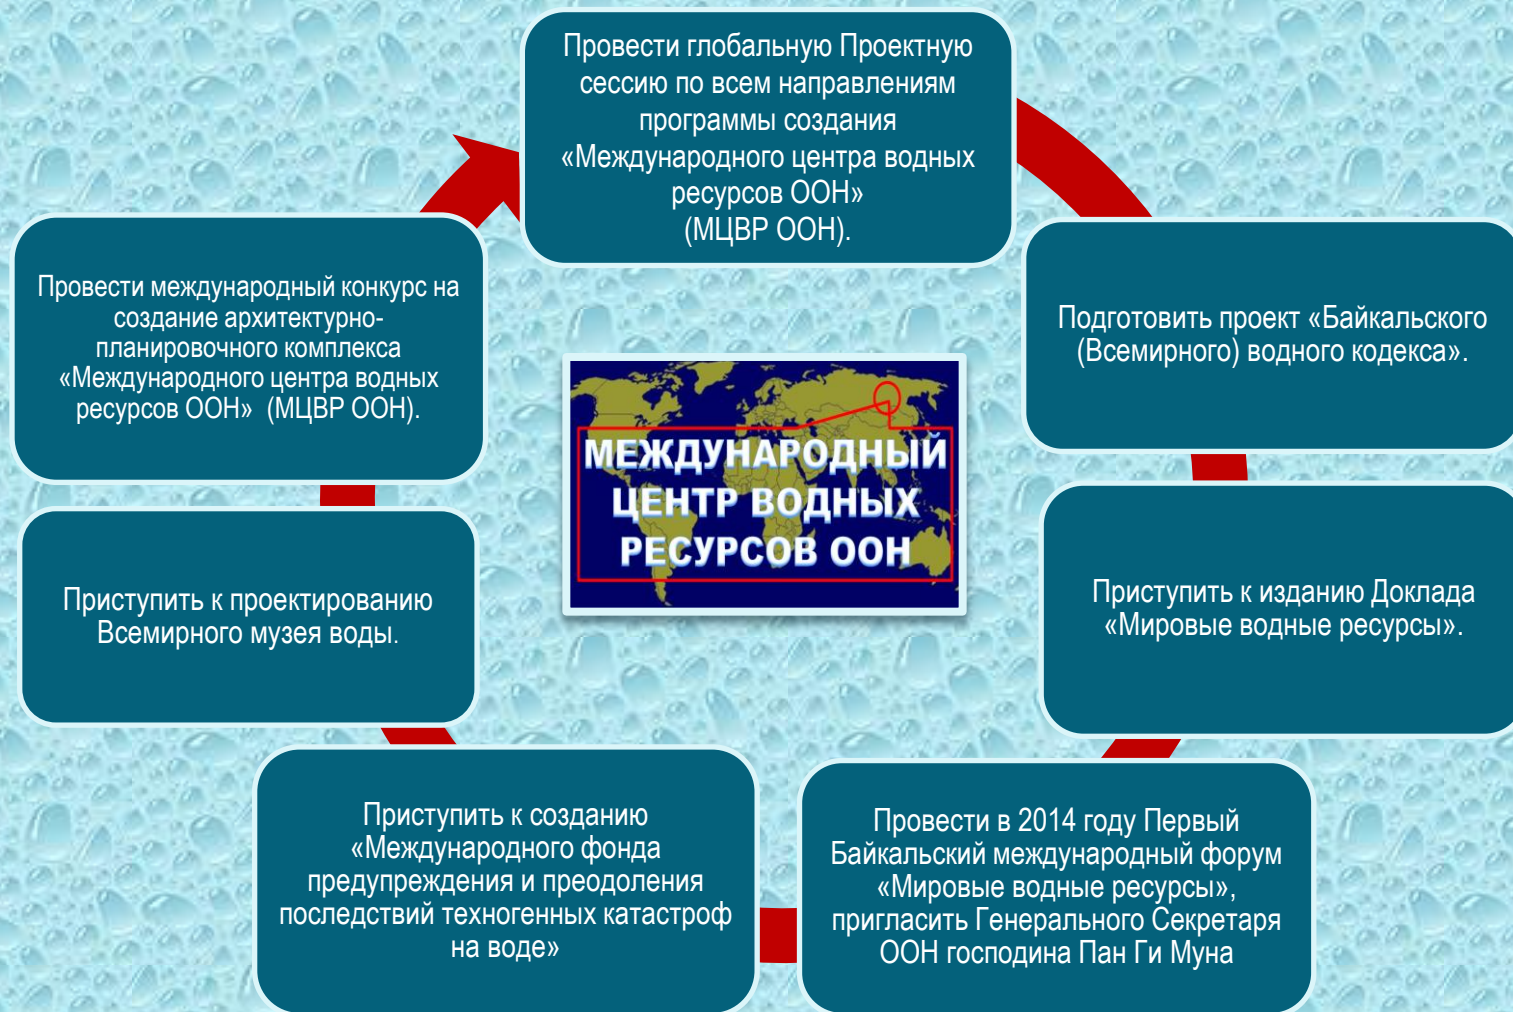 Провести глобальную Проектную
сессию по всем направлениям
программы создания
«Международного центра водных
ресурсов ООН»
(МЦВР ООН).
Подготовить проект «Байкальского
(Всемирного) водного кодекса».
Приступить к изданию Доклада
«Мировые водные ресурсы».
Провести в 2014 году Первый
Байкальский международный форум
«Мировые водные ресурсы»,
пригласить Генерального Секретаря
ООН господина Пан Ги Муна
Приступить к созданию
«Международного фонда
предупреждения и преодоления
последствий техногенных катастроф
на воде»
Приступить к проектированию
Всемирного музея воды.
Провести международный конкурс на
создание архитектурно-
планировочного комплекса
«Международного центра водных
ресурсов ООН» (МЦВР ООН).
МЕЖДУНАРОДНЫЙ
ЦЕНТР ВОДНЫХ
РЕСУРСОВ ООН